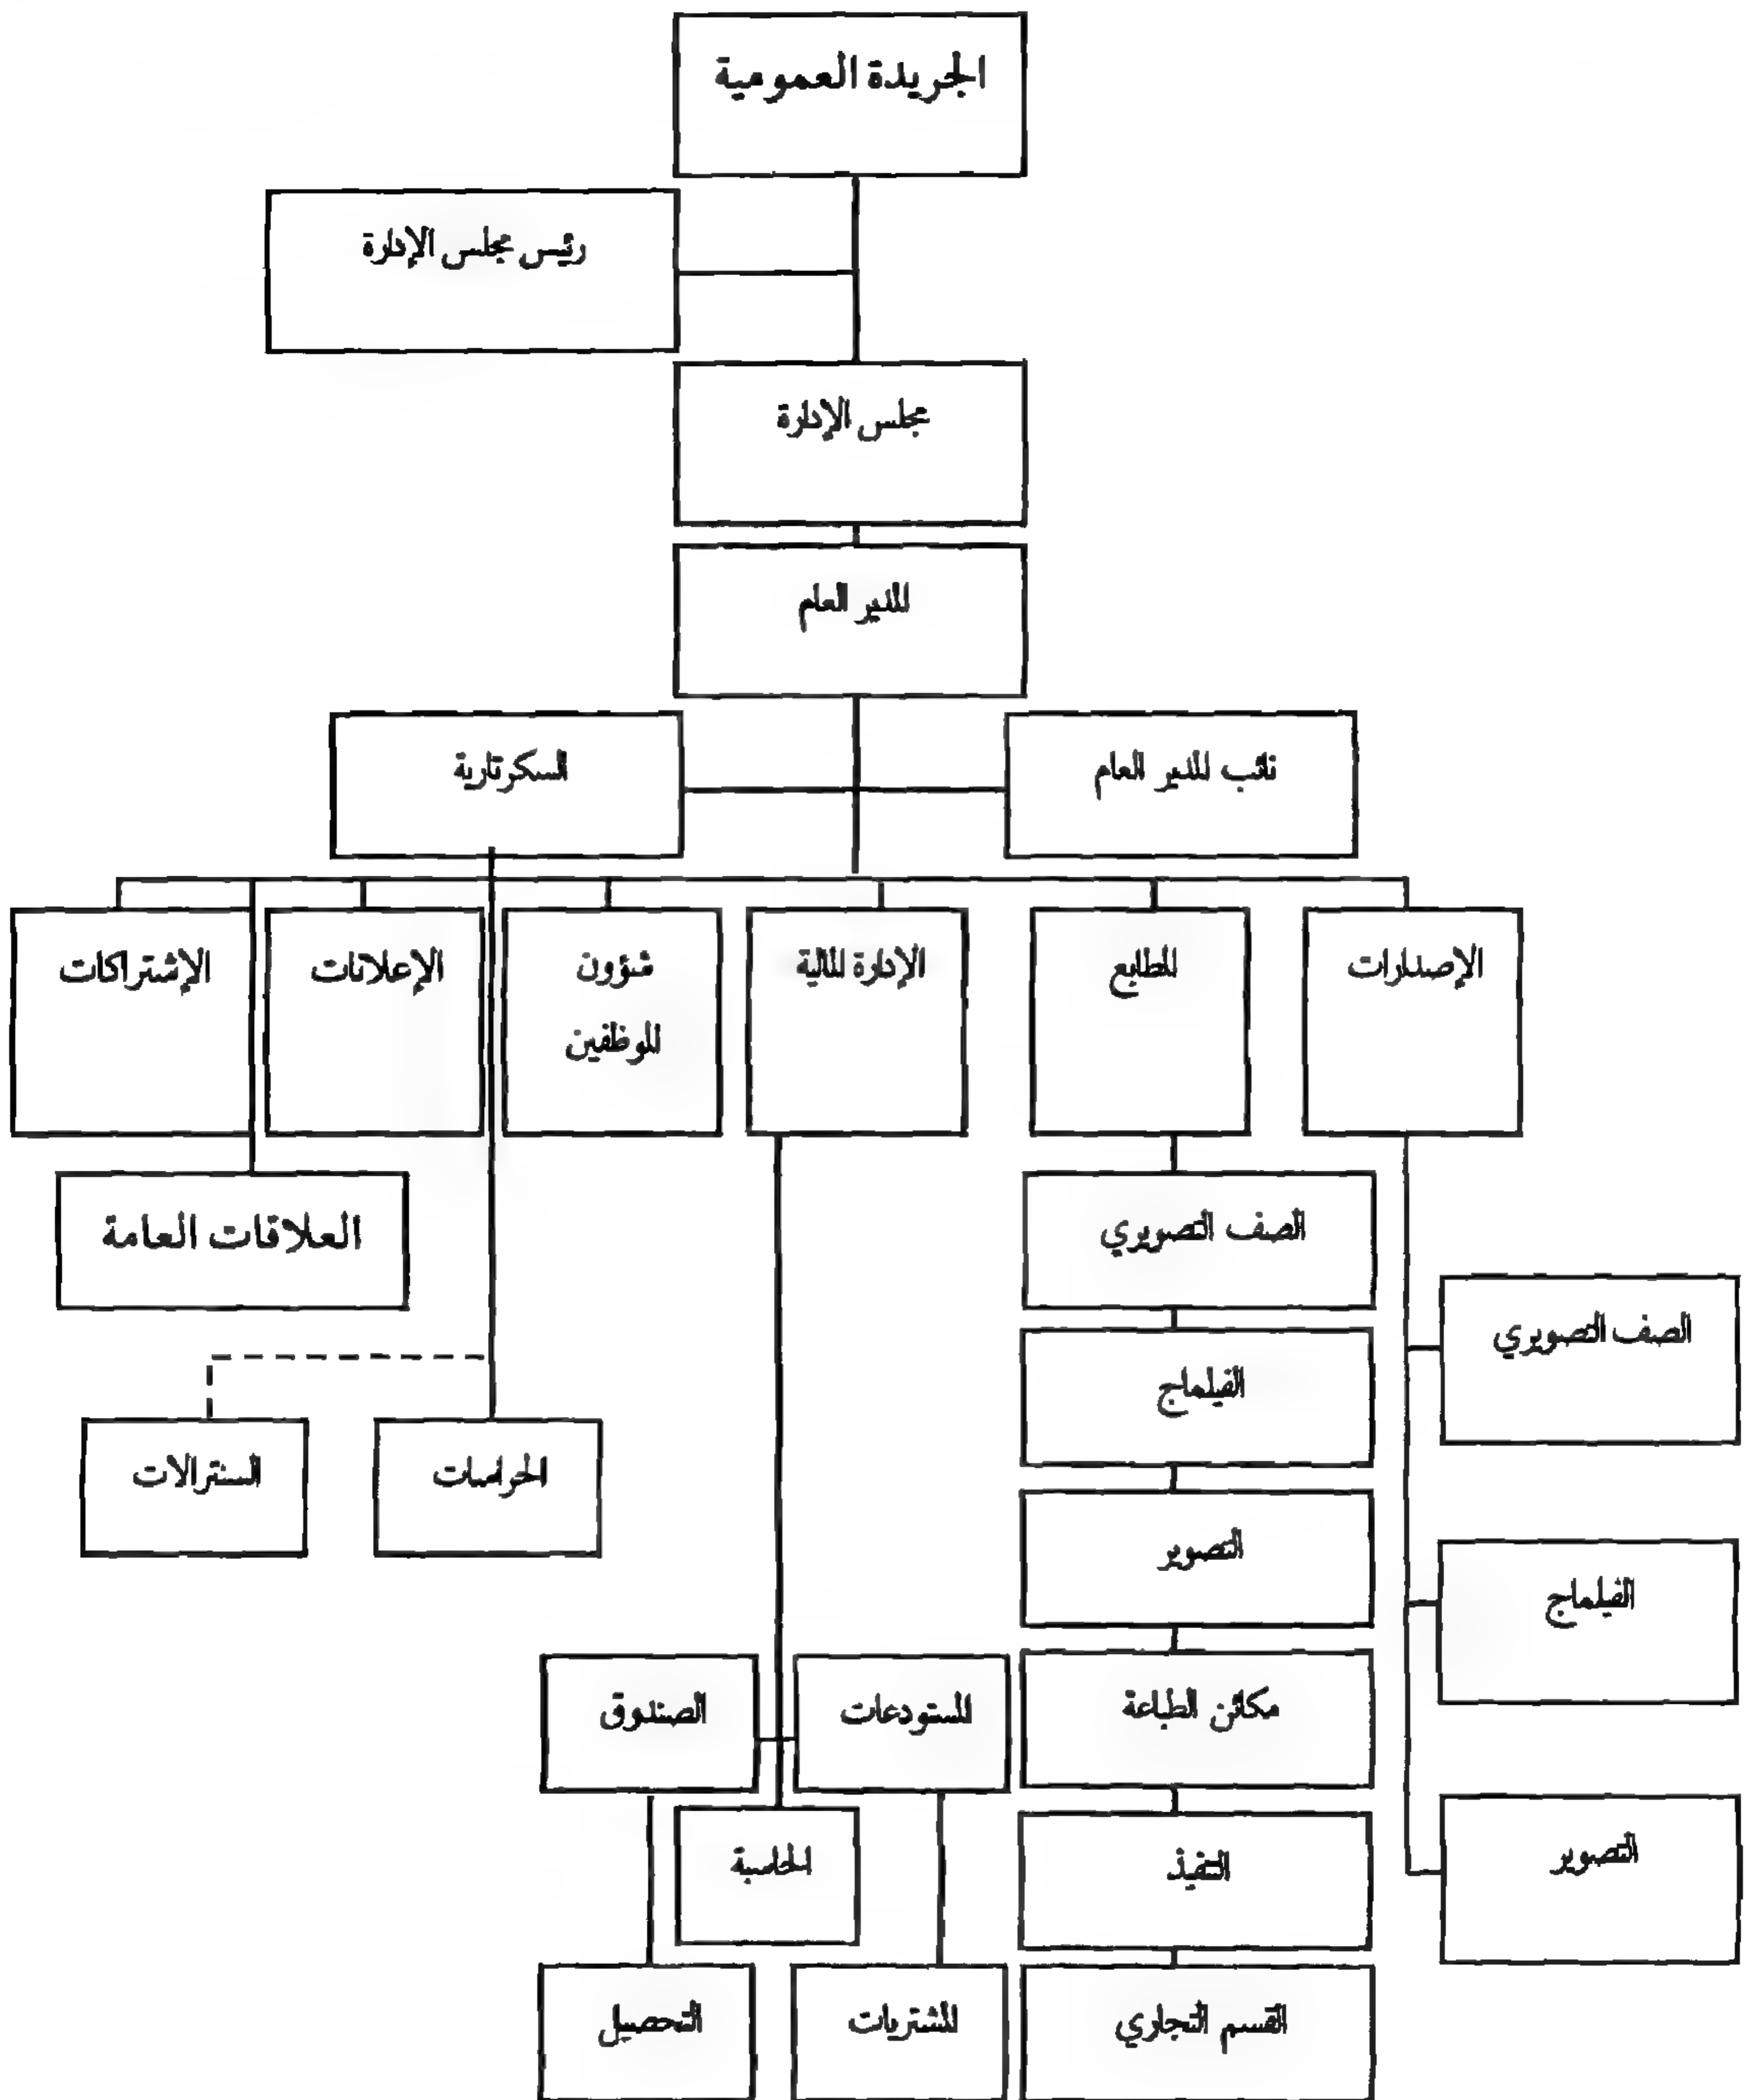 الجريدة العمومية
رئيس مجلس الإدارة
مجلس الإدارة
المدير العام
نائب المدير العام
السكرتارية
الإصدارات
المطابع
الإدارة المالية
شؤون
الموظفين
الإعلانات
الإشتراكات
الصف التصويري
العلاقات العامة
الصف التصويري
الفيلماج
السنترالات
الحراسات
التصوير
الفيلماج
مكائن الطباعة
المستودعات
الصندوق
التصوير
التنفيذ
المحاسبة
القسم التجاري
المشتريات
التحصيل